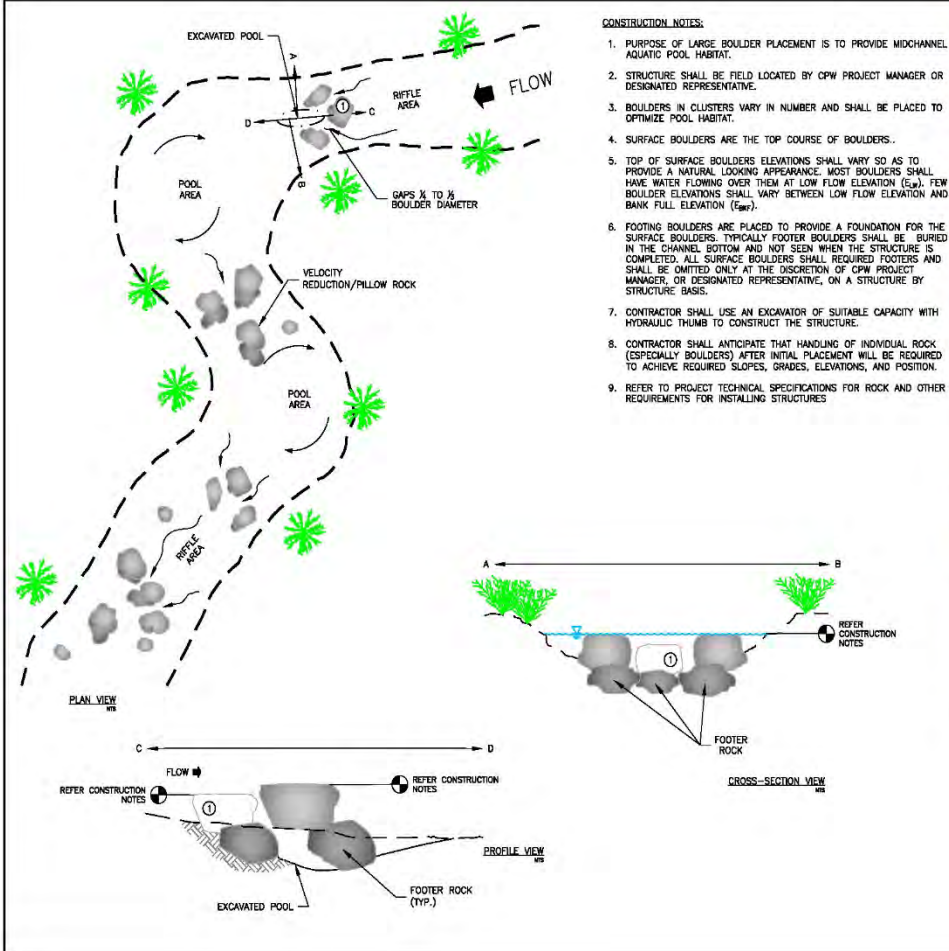 CONSTRUCTION NOTES:
1. PURPOSE OF LARGE BOULDER PLACEMENT IS TO PROVIDE MIDCHANNEL
AQUATIC POOL HABITAT.
2. STRUCTURE SHALL BE FIELD LOCATED BY CPW PROJECT MANAGER OR
DESIGNATED REPRESENTATIVE.
3. BOULDERS IN CLUSTERS VARY IN NUMBER AND SHALL BE PLACED TO
OPTIMIZE POOL HABITAT.
4. SURFACE BOULDERS ARE THE TOP COURSE OF BOULDERS..
5. TOP OF SURFACE BOULDERS ELEVATIONS SHALL VARY SO AS TO
PROVIDE A NATURAL LOOKING APPEARANCE. MOST BOULDERS SHALL
HAVE WATER FLOWING OVER THEM AT LOW FLOW ELEVATION (ELW). FEW
BOULDER ELEVATIONS SHALL VARY BETWEEN LOW FLOW ELEVATION AND
BANK FULL ELEVATION (EBKF).
6. FOOTING BOULDERS ARE PLACED TO PROVIDE A FOUNDATION FOR THE
SURFACE BOULDERS. TYPICALLY FOOTER BOULDERS SHALL BE BURIED
IN THE CHANNEL BOTTOM AND NOT SEEN WHEN THE STRUCTURE IS
COMPLETED. ALL SURFACE BOULDERS SHALL REQUIRED FOOTERS AND
SHALL BE OMITTED ONLY AT THE DISCRETION OF CPW PROJECT
MANAGER, OR DESIGNATED REPRESENTATIVE, ON A STRUCTURE BY
STRUCTURE BASIS.
7. CONTRACTOR SHALL USE AN EXCAVATOR OF SUITABLE CAPACITY WITH
HYDRAULIC THUMB TO CONSTRUCT THE STRUCTURE.
8. CONTRACTOR SHALL ANTICIPATE THAT HANDLING OF INDIVIDUAL ROCK
(ESPECIALLY BOULDERS) AFTER INITIAL PLACEMENT WILL BE REQUIRED
TO ACHIEVE REQUIRED SLOPES, GRADES, ELEVATIONS, AND POSITION.
9. REFER TO PROJECT TECHNICAL SPECIFICATIONS FOR ROCK AND OTHER
REQUIREMENTS FOR INSTALLING STRUCTURES
EXCAVATED POOL
A
RIFFLE
AREA
FLOW
1
D
C
B
POOL
AREA
GAPS ¼ TO ⅓
BOULDER DIAMETER
VELOCITY
REDUCTION/PILLOW ROCK
POOL
AREA
RIFFLE
AREA
PLAN VIEW
NTS
A
B
REFER
CONSTRUCTION
NOTES
1
FOOTER
ROCK
CROSS-SECTION VIEW
NTS
C
D
FLOW
REFER CONSTRUCTION
NOTES
REFER CONSTRUCTION
NOTES
1
PROFILE VIEW
NTS
FOOTER ROCK
(TYP.)
EXCAVATED POOL